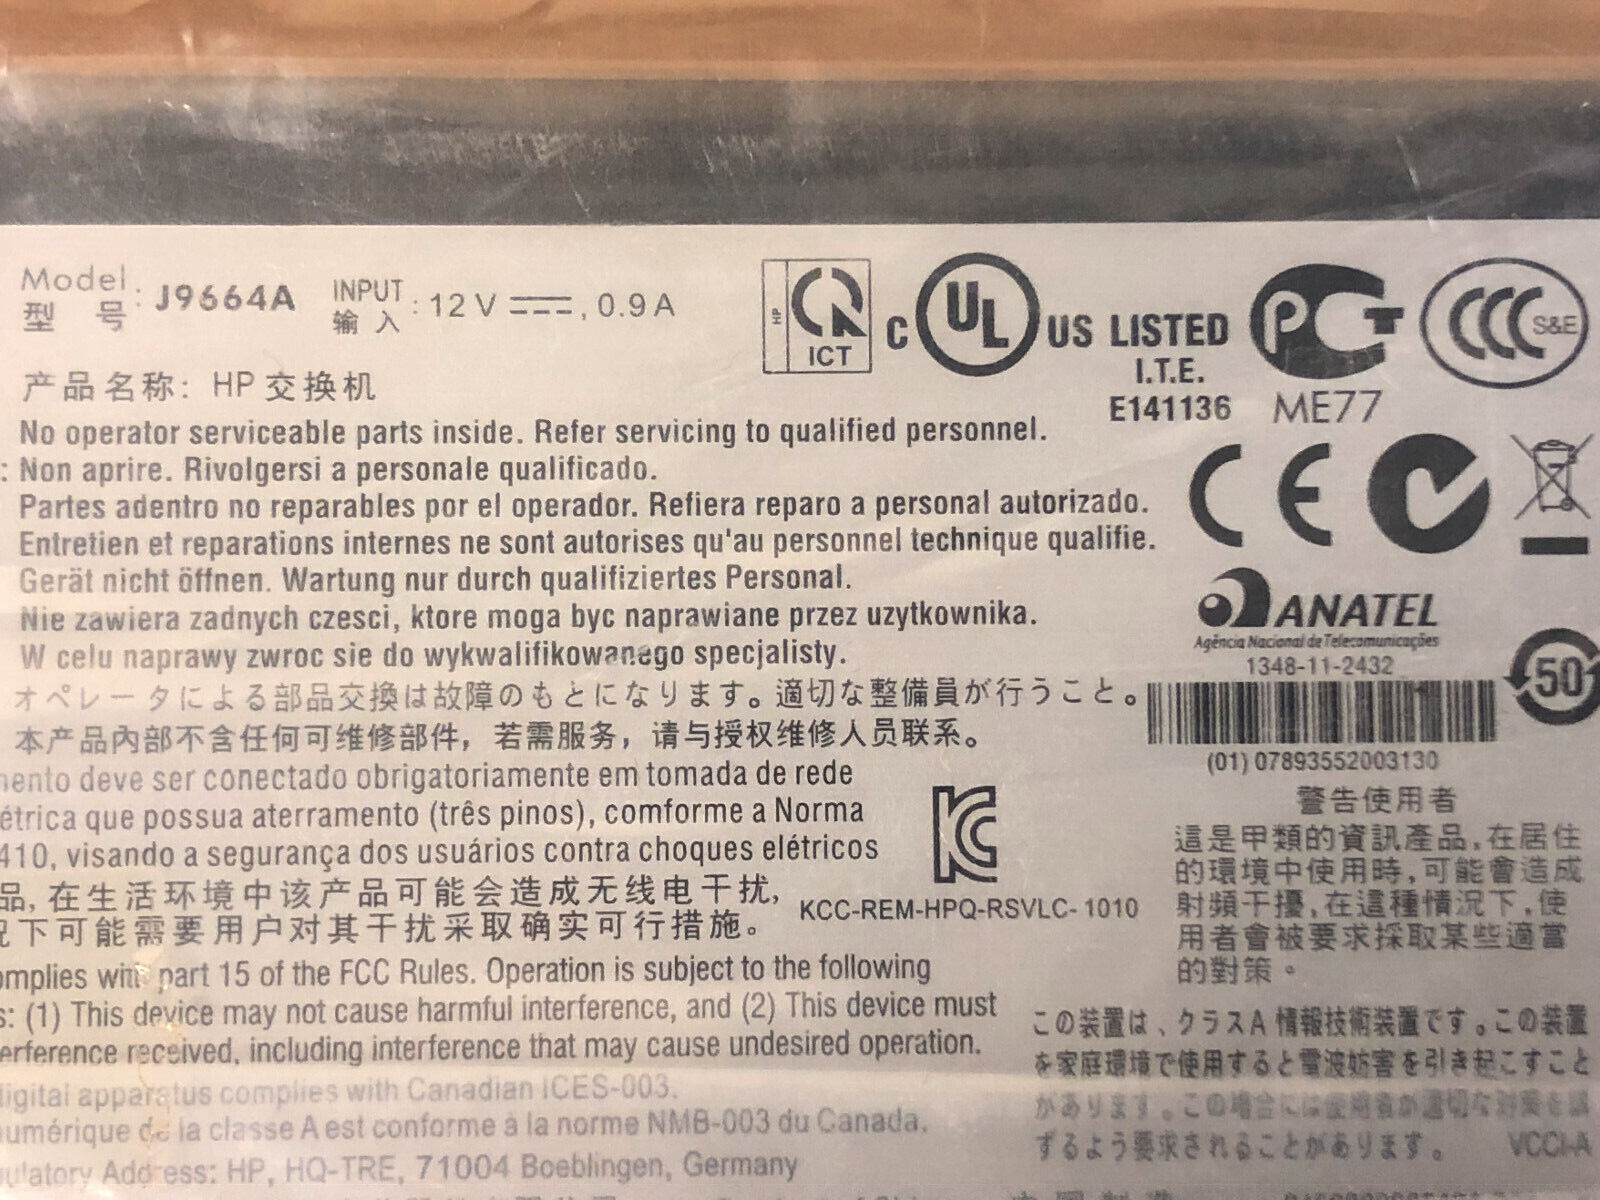 Model : J9664A INPUT : 12 V , 0.9 A
型 号 输 入
HP
ICT
C UL US LISTED
I.T.E.
E141136
PCT
ME77
CCC S&E
产品名称: HP 交换机
No operator serviceable parts inside. Refer servicing to qualified personnel.
: Non aprire. Rivolgersi a personale qualificado.
Partes adentro no reparables por el operador. Refiera reparo a personal autorizado.
Entretien et reparations internes ne sont autorises qu'au personnel technique qualifie.
Gerät nicht öffnen. Wartung nur durch qualifiziertes Personal.
Nie zawiera zadnych czesci, ktore moga byc naprawiane przez uzytkownika.
W celu naprawy zwroc sie do wykwalifikowanego specjalisty.
オペレータによる部品交換は故障のもとになります。適切な整備員が行うこと。
本产品内部不含任何可维修部件，若需服务，请与授权维修人员联系。
CE
ANATEL
Agência Nacional de Telecomunicações
1348-11-2432
(01) 07893552003130
50
mento deve ser conectado obrigatoriamente em tomada de rede
étrica que possua aterramento (três pinos), comforme a Norma
410, visando a segurança dos usuários contra choques elétricos
品, 在生活环境中该产品可能会造成无线电干扰,
况下可能需要用户对其干扰采取确实可行措施。
KC
KCC-REM-HPQ-RSVLC- 1010
警告使用者
這是甲類的資訊產品,在居住
的環境中使用時,可能會造成
射頻干擾,在這種情況下,使
用者會被要求採取某些適當
的對策。
omplies with part 15 of the FCC Rules. Operation is subject to the following
s: (1) This device may not cause harmful interference, and (2) This device must
erference received, including interference that may cause undesired operation.
digital apparatus complies with Canadian ICES-003.
numérique de la classe A est conforme à la norme NMB-003 du Canada.
ulatory Address: HP, HQ-TRE, 71004 Boeblingen, Germany
この装置は、クラスA 情報技術装置です。この装置
を家庭環境で使用すると電波妨害を引き起こすこと
があります。この場合には使用者が適切な対策を講
ずるよう要求されることがあります。 VCCI-A